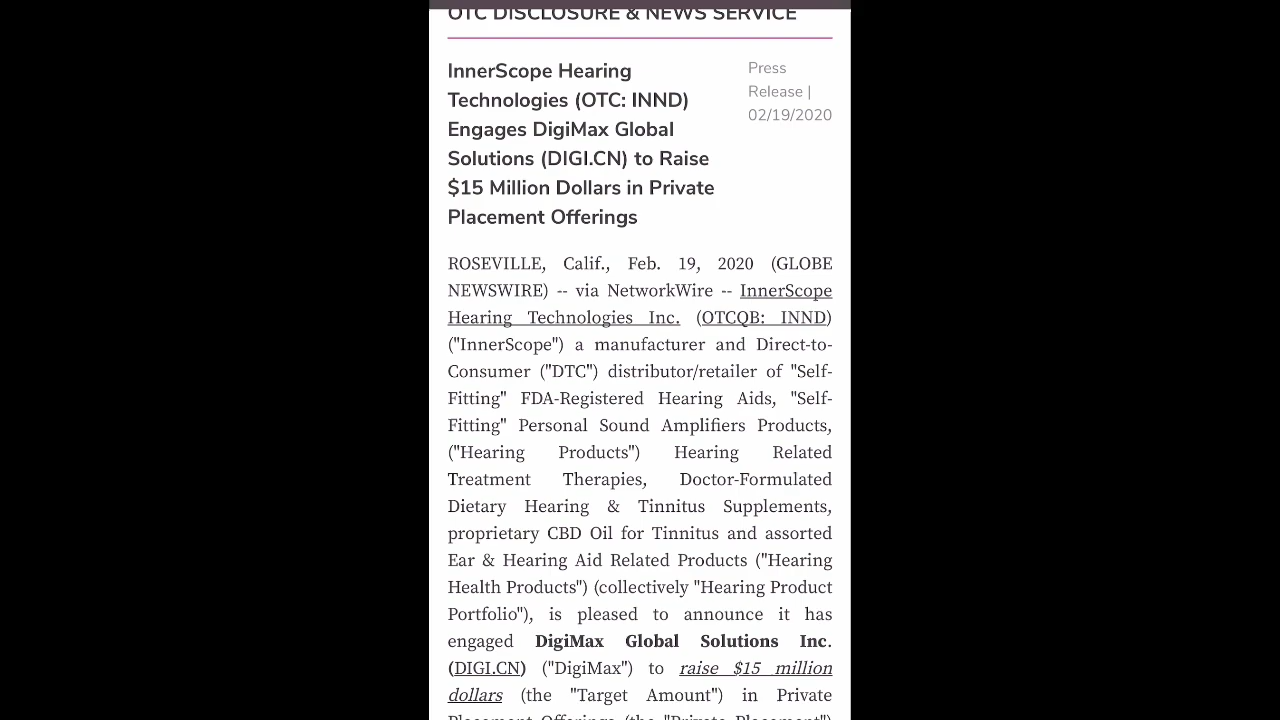 OTC DISCLOSURE & NEWS SERVICE
InnerScope Hearing
Technologies (OTC: INND)
Engages DigiMax Global
Solutions (DIGI.CN) to Raise
$15 Million Dollars in Private
Placement Offerings
Press
Release |
02/19/2020
ROSEVILLE, Calif., Feb. 19, 2020 (GLOBE
NEWSWIRE) -- via NetworkWire -- InnerScope
Hearing Technologies Inc. (OTCQB: INND)
("InnerScope") a manufacturer and Direct-to-
Consumer ("DTC") distributor/retailer of "Self-
Fitting" FDA-Registered Hearing Aids, "Self-
Fitting" Personal Sound Amplifiers Products,
("Hearing Products") Hearing Related
Treatment Therapies, Doctor-Formulated
Dietary Hearing & Tinnitus Supplements,
proprietary CBD Oil for Tinnitus and assorted
Ear & Hearing Aid Related Products ("Hearing
Health Products") (collectively "Hearing Product
Portfolio"), is pleased to announce it has
engaged DigiMax Global Solutions Inc.
(DIGI.CN) ("DigiMax") to raise $15 million
dollars (the "Target Amount") in Private
Placement Offerings (the "Private Placement")